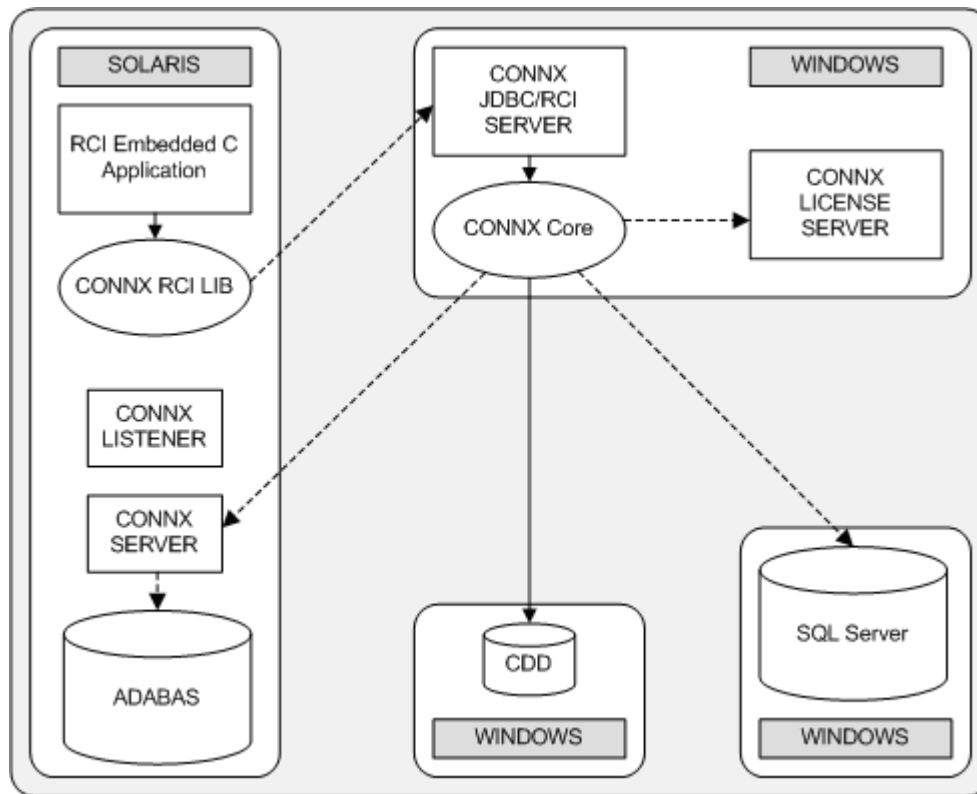 SOLARIS
RCI Embedded C
Application
CONNX RCI LIB
CONNX
LISTENER
CONNX
SERVER
ADABAS
CONNX
JDBC/RCI
SERVER
WINDOWS
CONNX Core
CONNX
LICENSE
SERVER
CDD
WINDOWS
SQL Server
WINDOWS